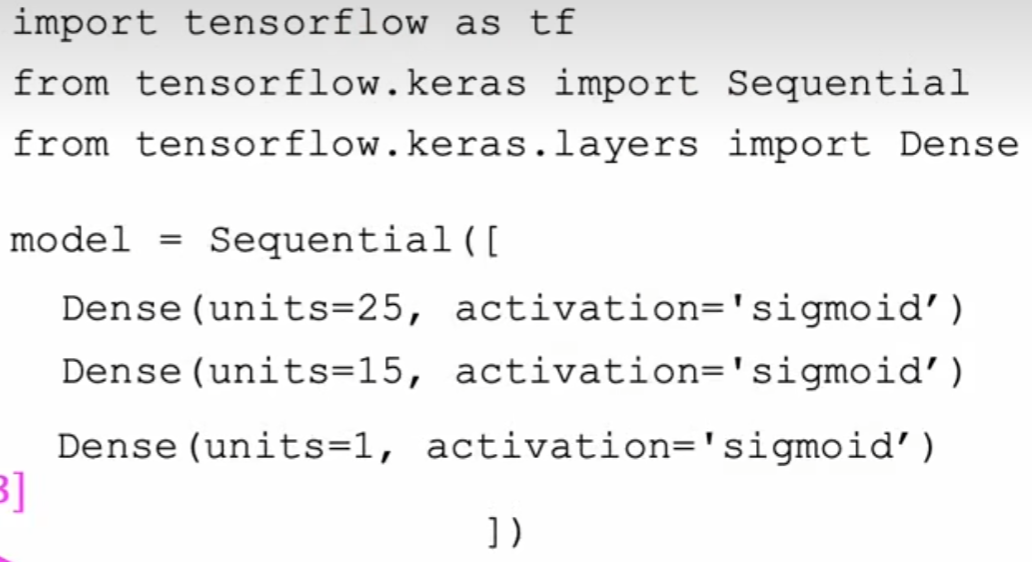 import tensorflow as tf
from tensorflow.keras import Sequential
from tensorflow.keras.layers import Dense
model = Sequential([
Dense(units=25, activation='sigmoid’)
Dense(units=15, activation='sigmoid’)
Dense(units=1, activation='sigmoid’)
3]
])